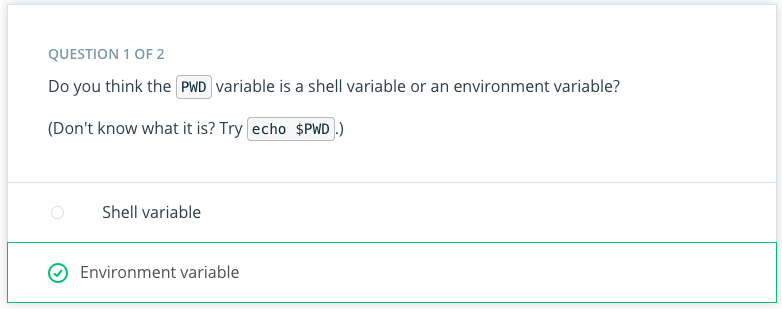 QUESTION 1 OF 2
Do you think the PWD variable is a shell variable or an environment variable?
(Don't know what it is? Try echo $PWD.)
Shell variable
Environment variable